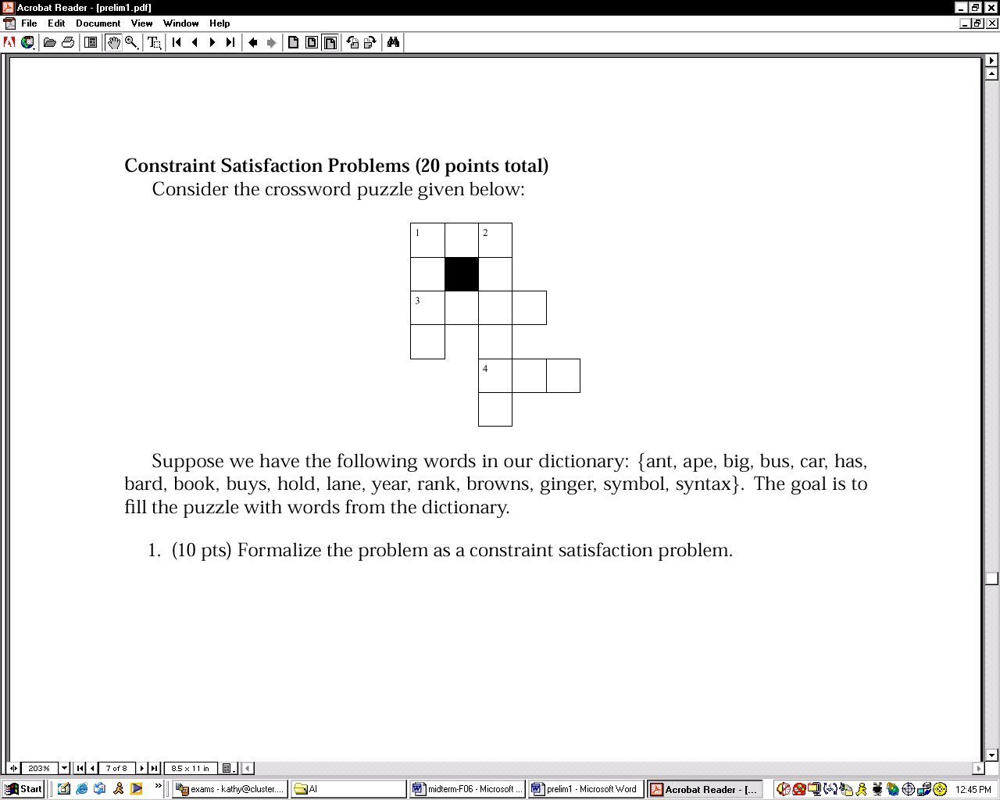 Acrobat Reader - [prelim1.pdf]
File Edit Document View Window Help
Constraint Satisfaction Problems (20 points total)
Consider the crossword puzzle given below:
1 2
3
4
Suppose we have the following words in our dictionary: {ant, ape, big, bus, car, has,
bard, book, buys, hold, lane, year, rank, browns, ginger, symbol, syntax}. The goal is to
fill the puzzle with words from the dictionary.
1. (10 pts) Formalize the problem as a constraint satisfaction problem.
203% 7 of 8 8.5 x 11 in
Start » exams - kathy@cluster.... AI midterm-F06 - Microsoft ... prelim1 - Microsoft Word Acrobat Reader - [... 12:45 PM